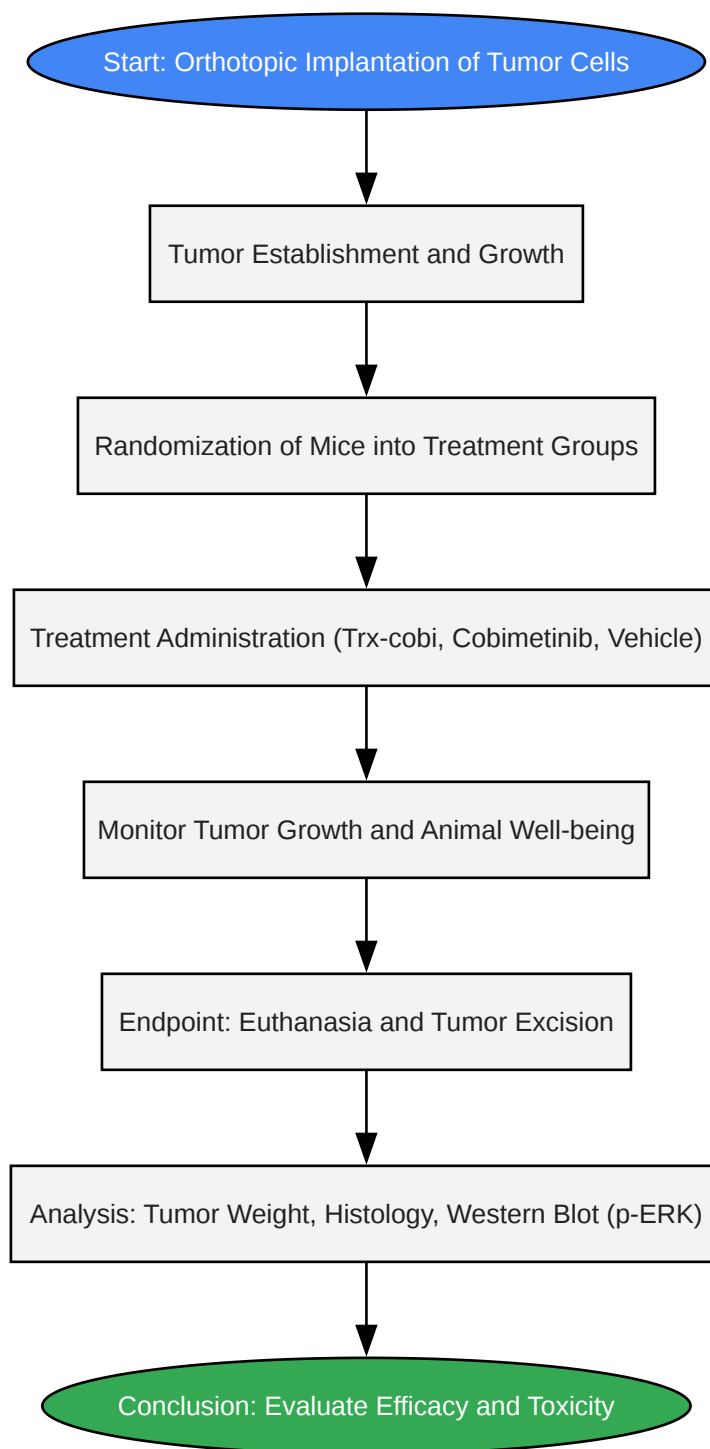 Start: Orthotopic Implantation of Tumor Cells
Tumor Establishment and Growth
Randomization of Mice into Treatment Groups
Treatment Administration (Trx-cobi, Cobimetinib, Vehicle)
Monitor Tumor Growth and Animal Well-being
Endpoint: Euthanasia and Tumor Excision
Analysis: Tumor Weight, Histology, Western Blot (p-ERK)
Conclusion: Evaluate Efficacy and Toxicity